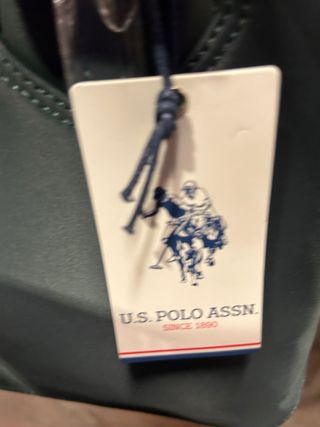 U.S. POLO ASSN.
SINCE 1890